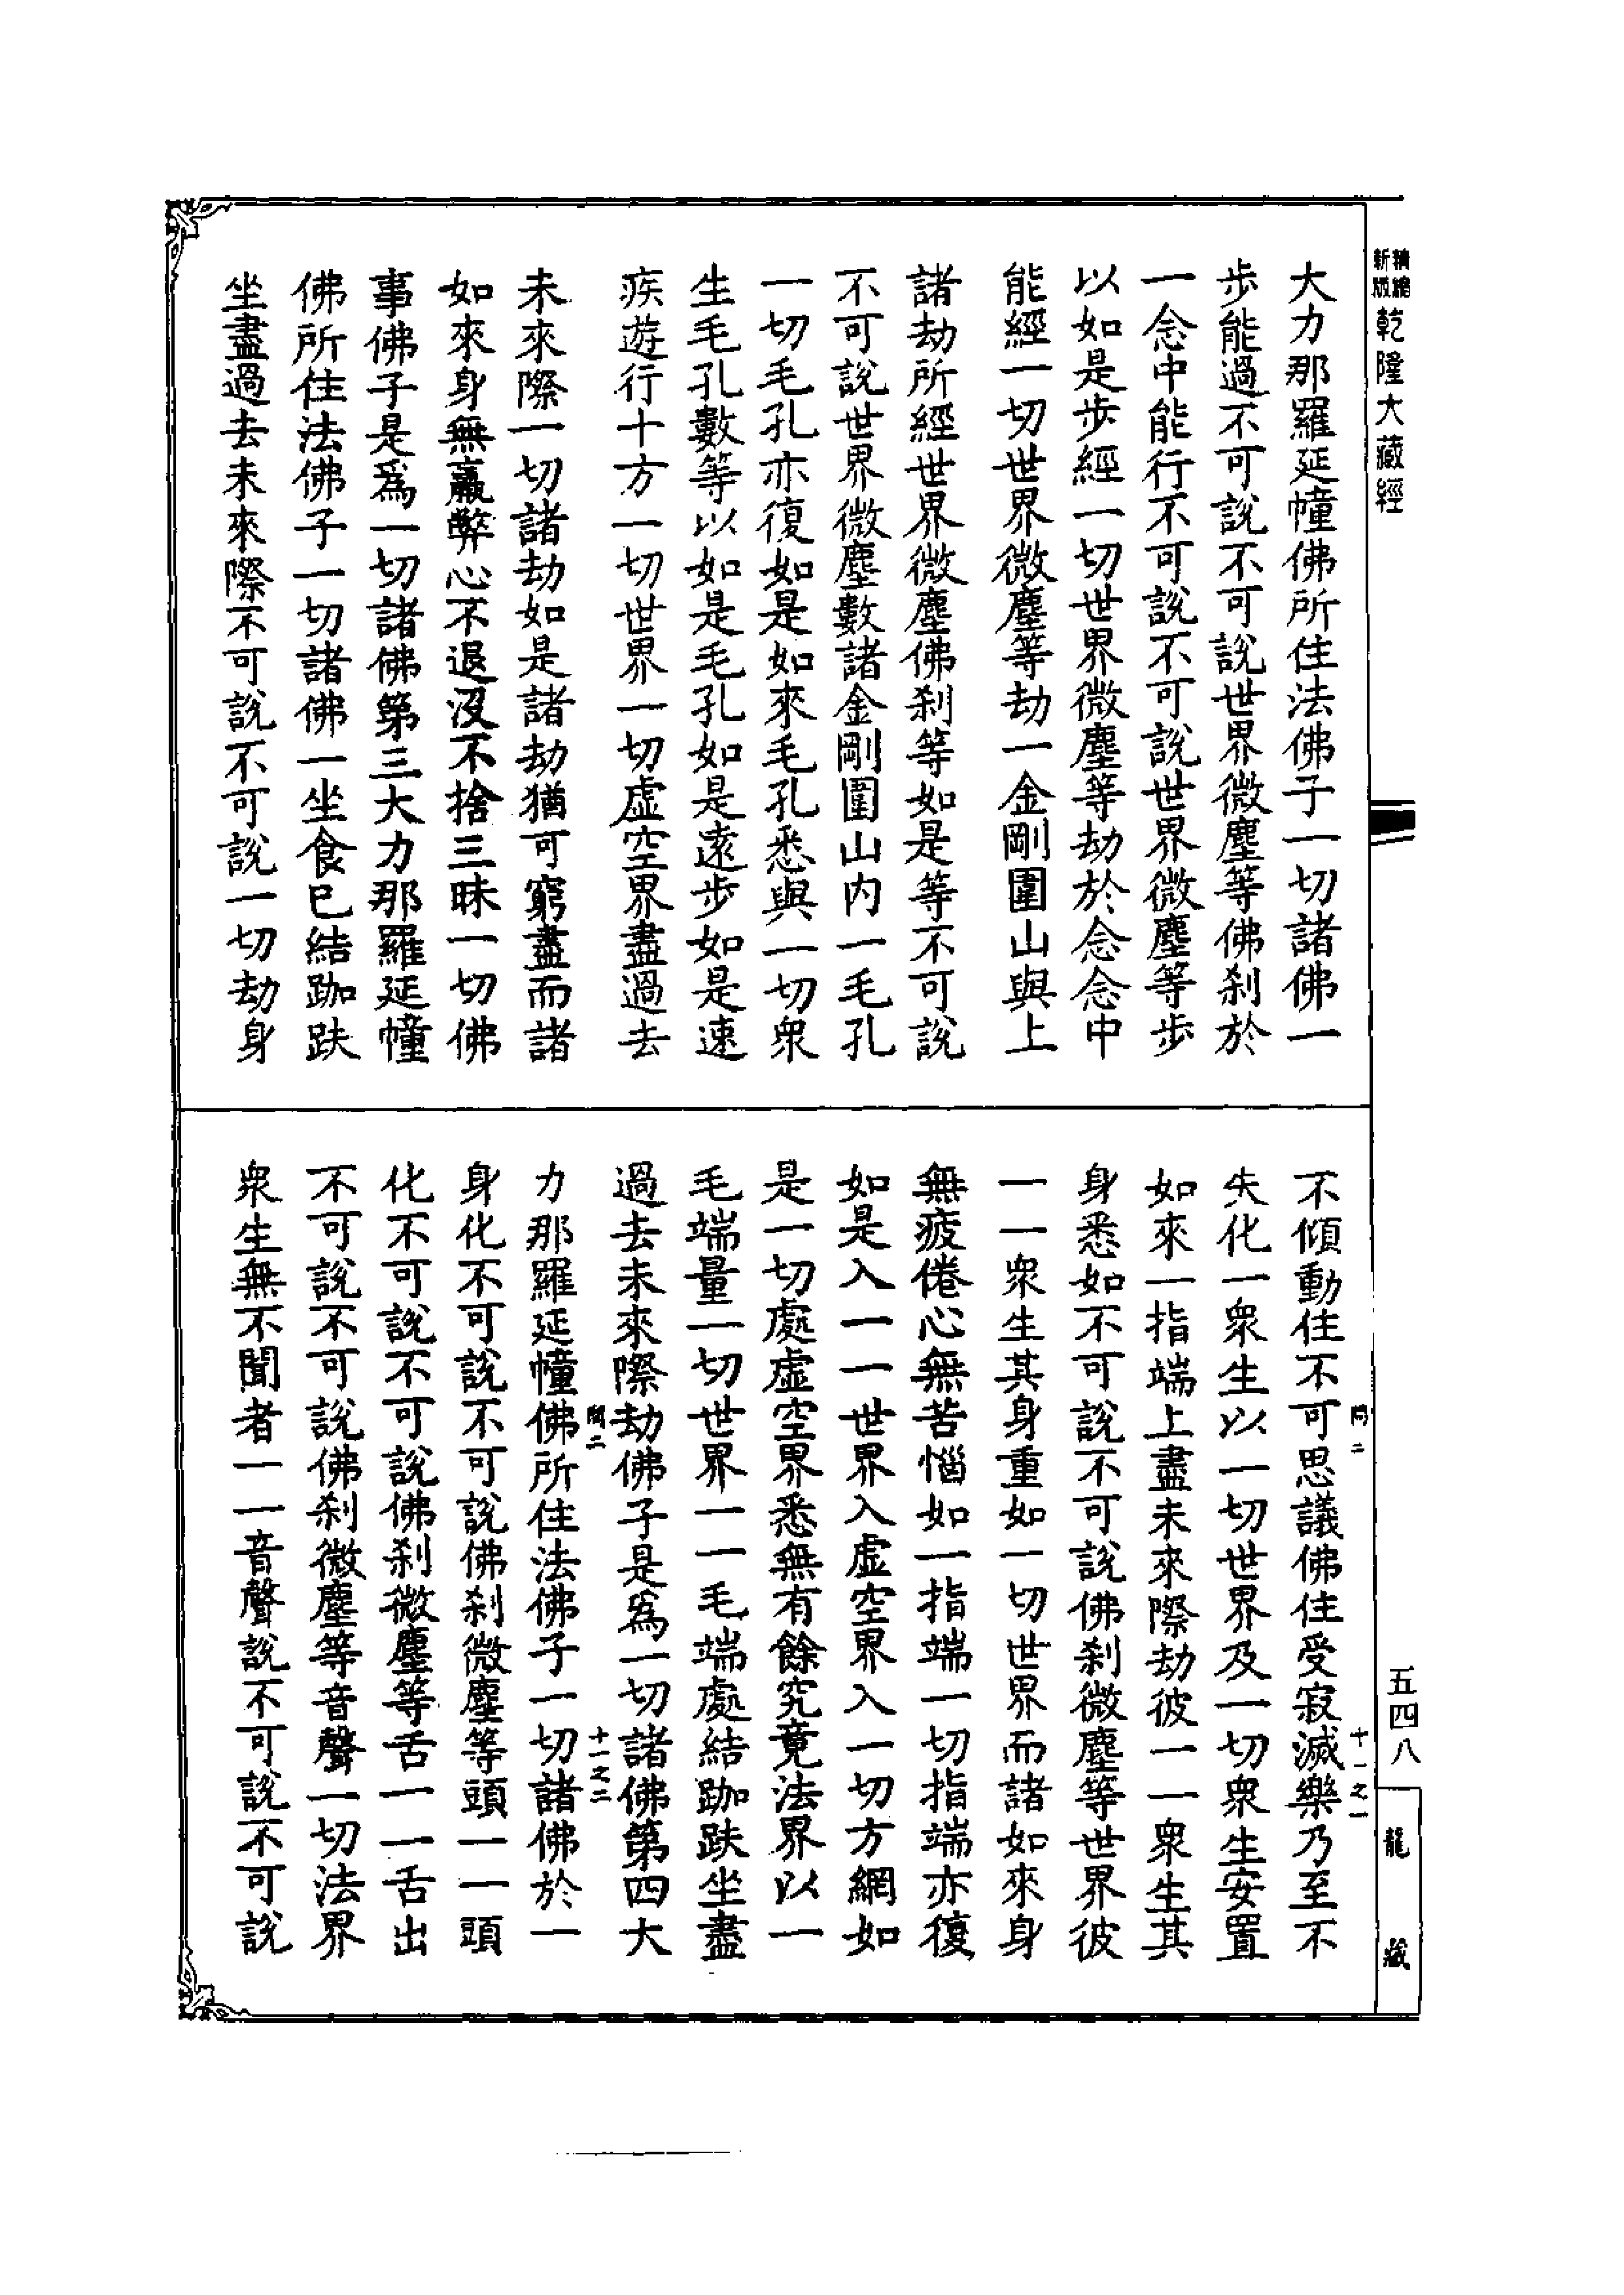 精縮
新版
乾隆大藏經
大力那羅延幢佛所住法佛子一切諸佛一
步能過不可說不可說世界微塵等佛刹於
一念中能行不可說不可說世界微塵等步
以如是步經一切世界微塵等劫於念念中
能經一切世界微塵等劫一金剛圍山與上
諸劫所經世界微塵佛刹等如是等不可說
不可說世界微塵數諸金剛圍山內一毛孔
一切毛孔亦復如是如來毛孔悉與一切衆
生毛孔數等以如是毛孔如是遠步如是速
疾遊行十方一切世界一切虛空界盡過去
未來際一切諸劫如是諸劫猶可窮盡而諸
如來身無羸弊心不退沒不捨三昧一切佛
事佛子是爲一切諸佛第三大力那羅延幢
佛所住法佛子一切諸佛一坐食已結跏趺
坐盡過去未來際不可說不可說一切劫身
不傾動住不可思議佛住受寂滅樂乃至不
失化一衆生以一切世界及一切衆生安置
如來一指端上盡未來際劫彼一一衆生其
身悉如不可說不可說佛刹微塵等世界彼
一一衆生其身重如一切世界而諸如來身
無疲倦心無苦惱如一指端一切指端亦復
如是入一一世界入虛空界入一切方網如
是一切處虛空界悉無有餘究竟法界以一
毛端量一切世界一一毛端處結跏趺坐盡
過去未來際劫佛子是爲一切諸佛第四大
力那羅延幢佛所住法佛子一切諸佛於一
身化不可說不可說佛刹微塵等頭一一頭
化不可說不可說佛刹微塵等舌一一舌出
不可說不可說佛刹微塵等音聲一切法界
衆生無不聞者一一音聲說不可說不可說
十一之一
十一之二
五四八
龍藏